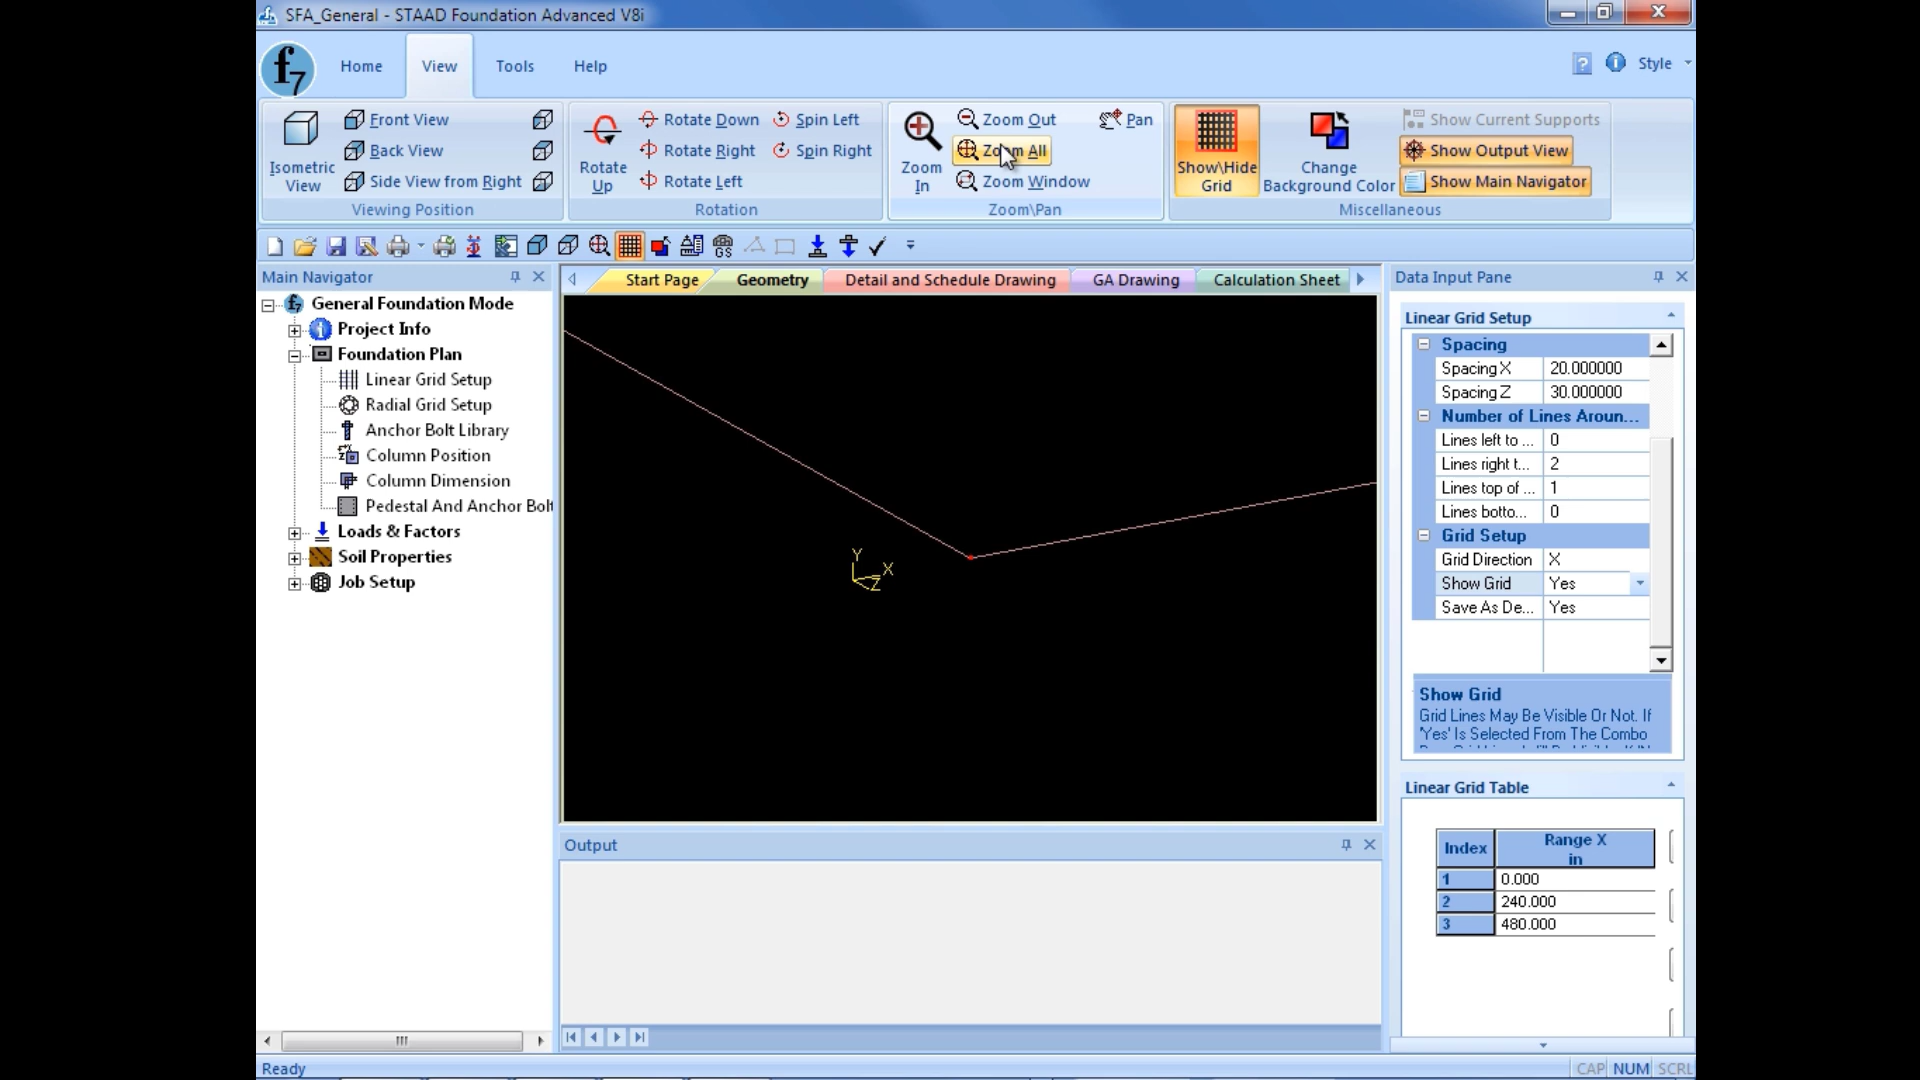 SFA_General - STAAD Foundation Advanced V8i
f7
Home
View
Tools
Help
Style
Isometric View
Front View
Back View
Side View from Right
Viewing Position
Rotate Up
Rotate Down
Rotate Right
Rotate Left
Spin Left
Spin Right
Rotation
Zoom In
Zoom Out
Zoom All
Zoom Window
Pan
Zoom\Pan
Show\Hide Grid
Change Background Color
Show Current Supports
Show Output View
Show Main Navigator
Miscellaneous
GS
Main Navigator
General Foundation Mode
Project Info
Foundation Plan
Linear Grid Setup
Radial Grid Setup
Anchor Bolt Library
Column Position
Column Dimension
Pedestal And Anchor Bolt
Loads & Factors
Soil Properties
Job Setup
Start Page
Geometry
Detail and Schedule Drawing
GA Drawing
Calculation Sheet
Y
X
Z
Output
Data Input Pane
Linear Grid Setup
Spacing
Spacing X 20.000000
Spacing Z 30.000000
Number of Lines Aroun...
Lines left to ... 0
Lines right t... 2
Lines top of ... 1
Lines botto... 0
Grid Setup
Grid Direction X
Show Grid Yes
Save As De... Yes
Show Grid
Grid Lines May Be Visible Or Not. If
'Yes' Is Selected From The Combo
Linear Grid Table
Index Range X in
1 0.000
2 240.000
3 480.000
Ready
CAP NUM SCRL